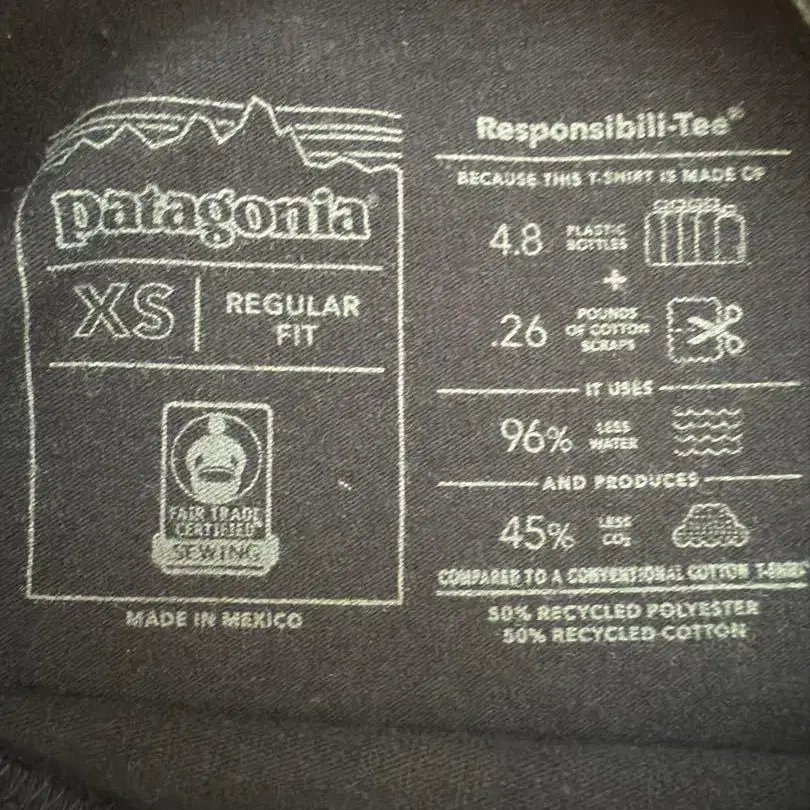 patagonia®
XS
REGULAR
FIT
FAIR TRADE
CERTIFIED™
SEWING
MADE IN MEXICO
Responsibili-Tee®
BECAUSE THIS T-SHIRT IS MADE OF
4.8 PLASTIC
BOTTLES
+
.26 POUNDS
OF COTTON
SCRAPS
IT USES
96% LESS
WATER
AND PRODUCES
45% LESS
CO₂
COMPARED TO A CONVENTIONAL COTTON T-SHIRT
50% RECYCLED POLYESTER
50% RECYCLED COTTON